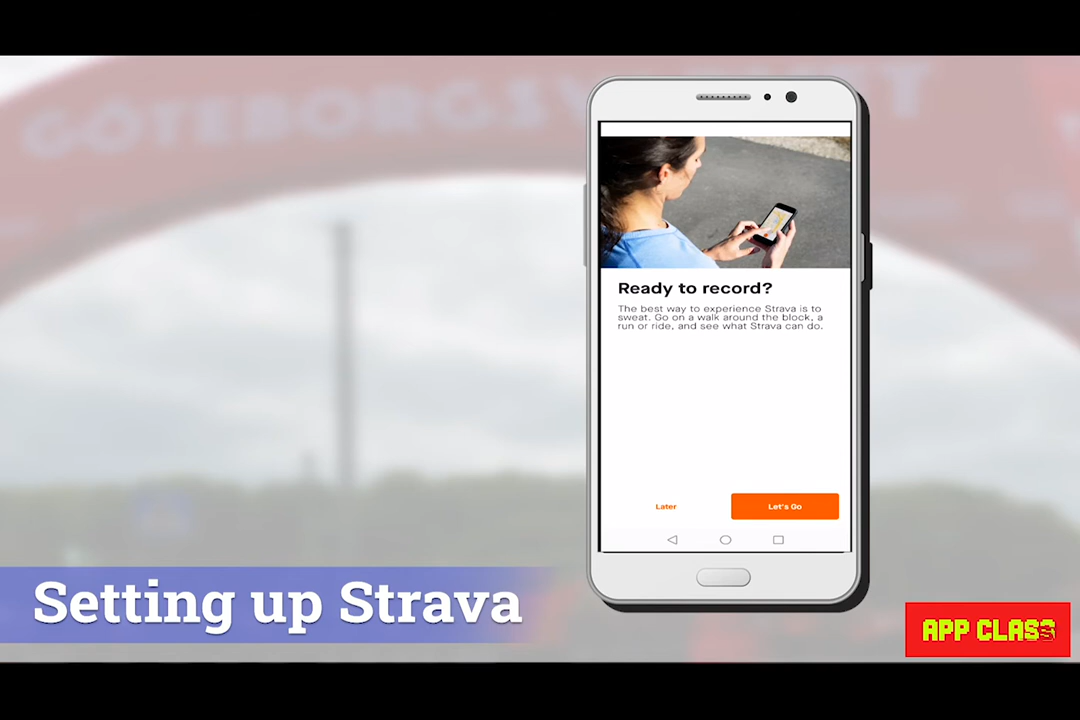 GÖTEBORGSVARVET
Ready to record?
The best way to experience Strava is to
sweat. Go on a walk around the block, a
run or ride, and see what Strava can do.
Later
Let's Go
Setting up Strava
APP CLASS